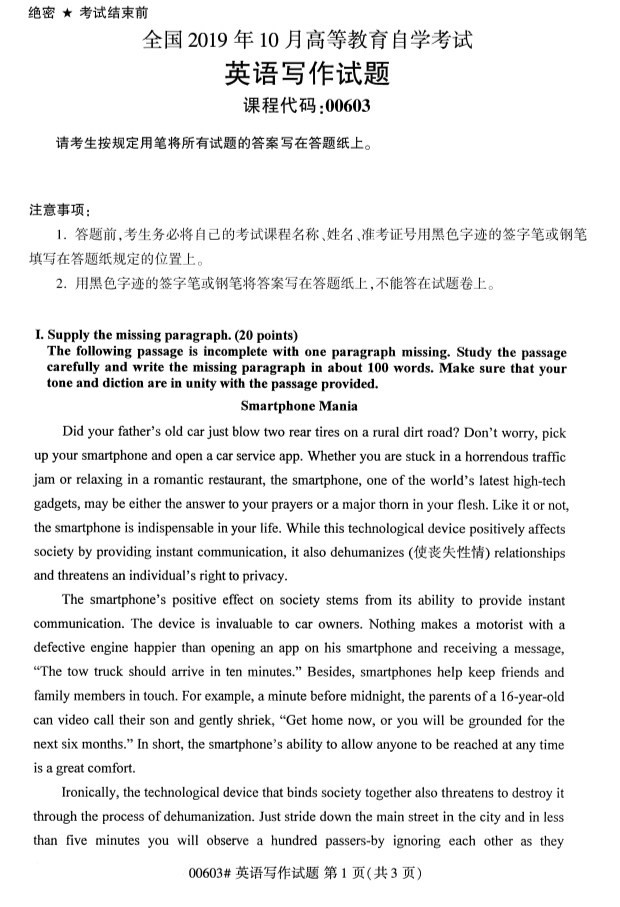 绝密 ★ 考试结束前
全国 2019 年 10 月高等教育自学考试
英语写作试题
课程代码:00603
请考生按规定用笔将所有试题的答案写在答题纸上。
注意事项:
1. 答题前,考生务必将自己的考试课程名称、姓名、准考证号用黑色字迹的签字笔或钢笔
填写在答题纸规定的位置上。
2. 用黑色字迹的签字笔或钢笔将答案写在答题纸上,不能答在试题卷上。
I. Supply the missing paragraph. (20 points)
The following passage is incomplete with one paragraph missing. Study the passage
carefully and write the missing paragraph in about 100 words. Make sure that your
tone and diction are in unity with the passage provided.
Smartphone Mania
Did your father's old car just blow two rear tires on a rural dirt road? Don't worry, pick
up your smartphone and open a car service app. Whether you are stuck in a horrendous traffic
jam or relaxing in a romantic restaurant, the smartphone, one of the world's latest high-tech
gadgets, may be either the answer to your prayers or a major thorn in your flesh. Like it or not,
the smartphone is indispensable in your life. While this technological device positively affects
society by providing instant communication, it also dehumanizes (使丧失性情) relationships
and threatens an individual's right to privacy.
The smartphone's positive effect on society stems from its ability to provide instant
communication. The device is invaluable to car owners. Nothing makes a motorist with a
defective engine happier than opening an app on his smartphone and receiving a message,
"The tow truck should arrive in ten minutes." Besides, smartphones help keep friends and
family members in touch. For example, a minute before midnight, the parents of a 16-year-old
can video call their son and gently shriek, "Get home now, or you will be grounded for the
next six months." In short, the smartphone's ability to allow anyone to be reached at any time
is a great comfort.
Ironically, the technological device that binds society together also threatens to destroy it
through the process of dehumanization. Just stride down the main street in the city and in less
than five minutes you will observe a hundred passers-by ignoring each other as they
00603# 英语写作试题 第 1 页(共 3 页)